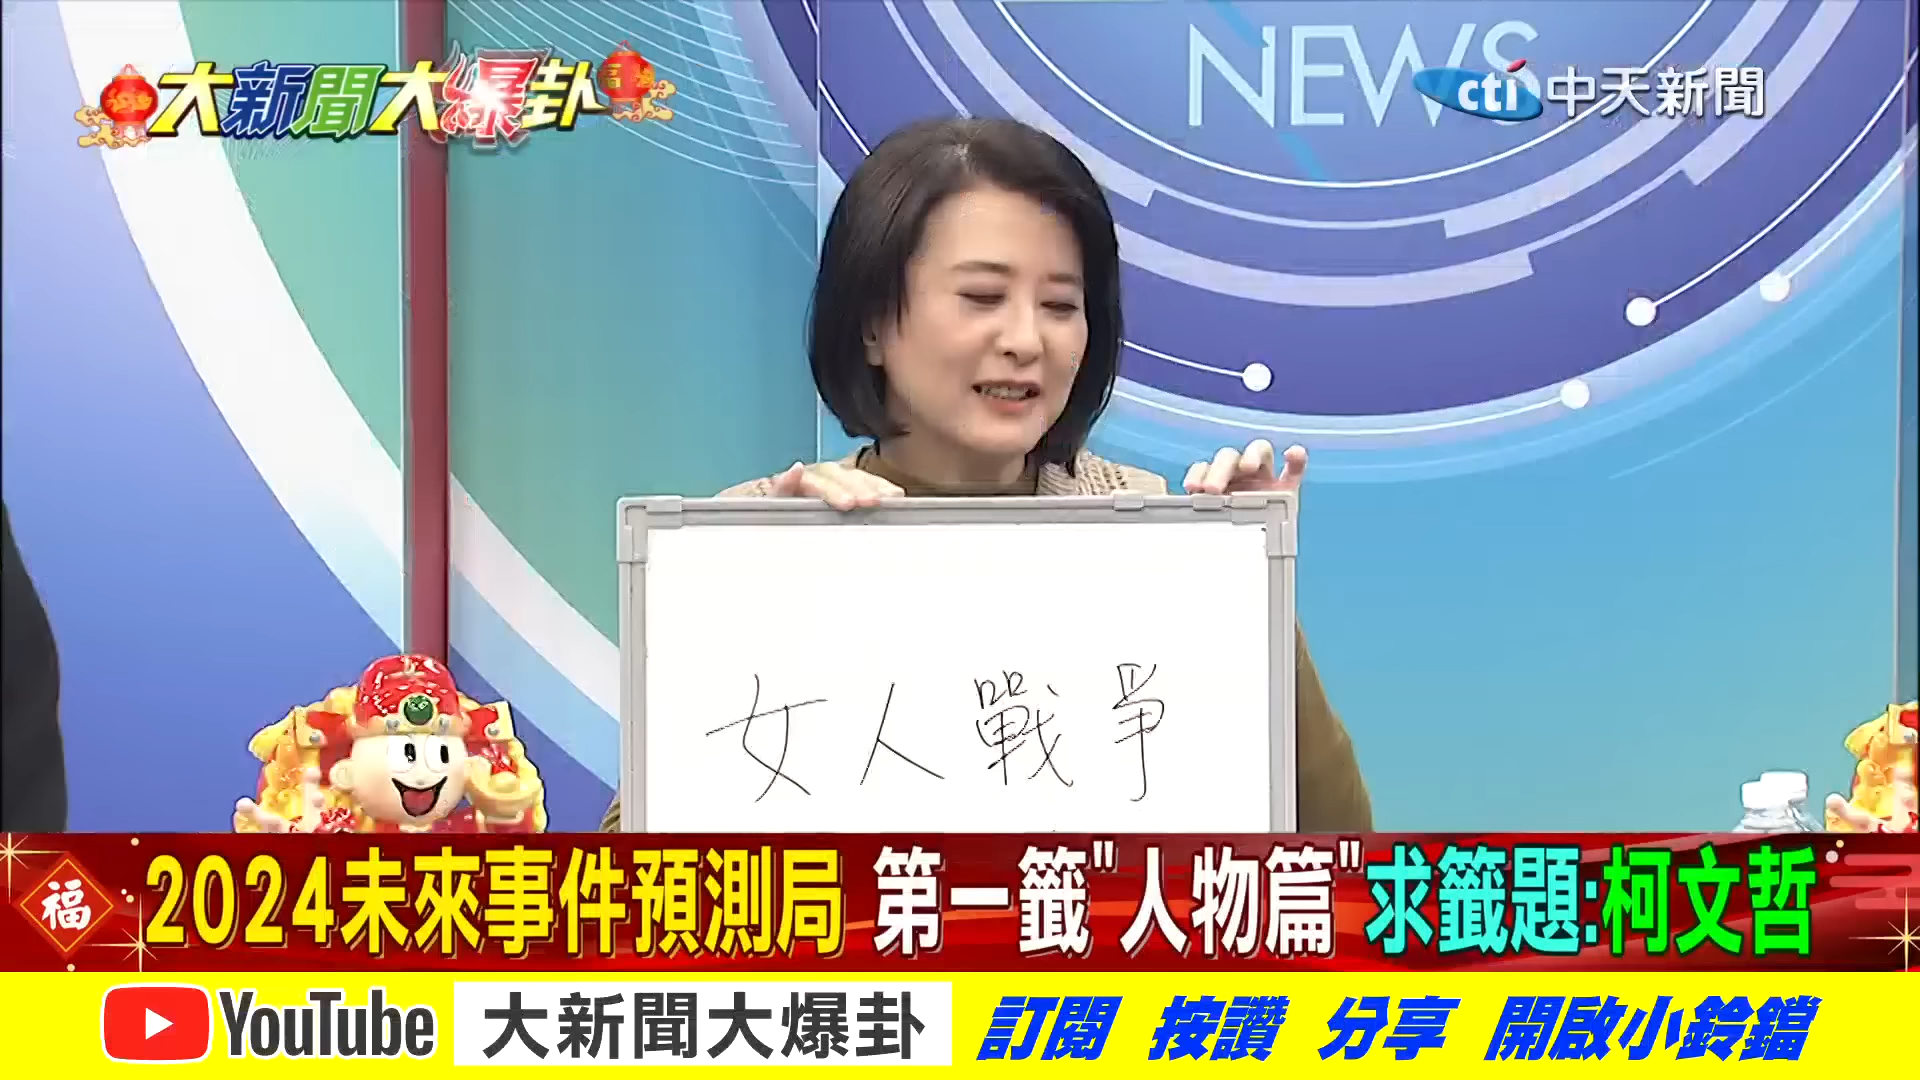 大新聞大爆卦
NEWS
cti 中天新聞
女人戰爭
福
2024未來事件預測局 第一籤"人物篇"求籤題:柯文哲
YouTube 大新聞大爆卦 訂閱 按讚 分享 開啟小鈴鐺